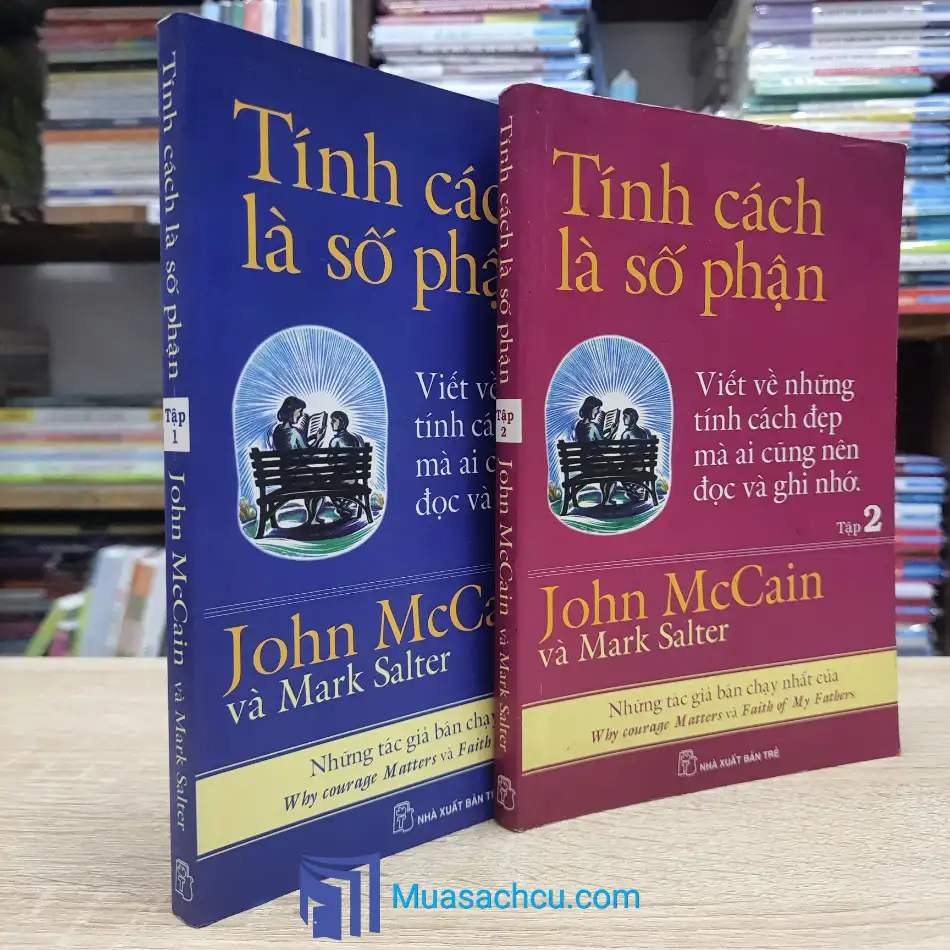 Tính cách là số phận
Tập
1
John McCain và Mark Salter
Tính các
là số phậ
Viết về
tính cá
mà ai c
đọc và
John McCa
và Mark Salter
Những tác giả bán chạy
Why courage Matters và Faith
NHÀ XUẤT BẢN TR
Tính cách là số phận
Tập
2
John McCain và Mark Salter
Tính cách
là số phận
Viết về những
tính cách đẹp
mà ai cũng nên
đọc và ghi nhớ.
Tập 2
John McCain
và Mark Salter
Những tác giả bán chạy nhất của
Why courage Matters và Faith of My Fathers
NHÀ XUẤT BẢN TRẺ
Muasachcu.com